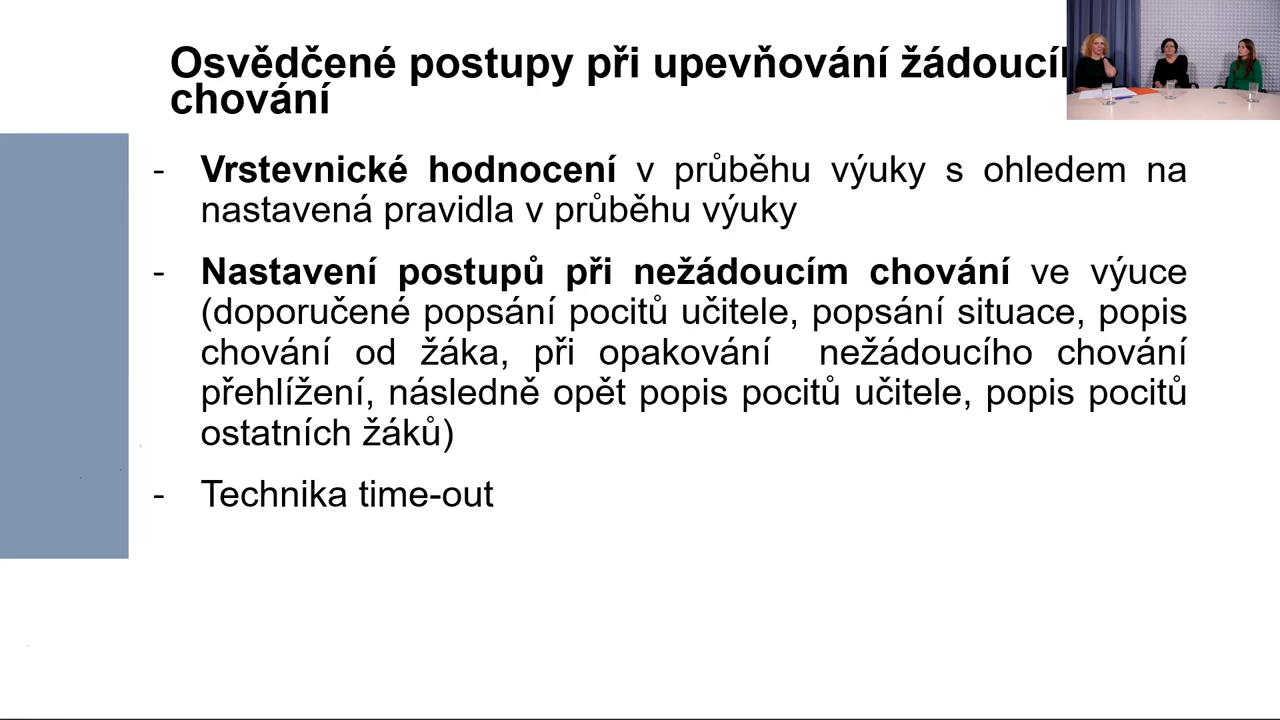 Osvědčené postupy při upevňování
chování
- Vrstevnické hodnocení v průběhu výuky s ohledem na
nastavená pravidla v průběhu výuky
- Nastavení postupů při nežádoucím chování ve výuce
(doporučené popsání pocitů učitele, popsání situace, popis
chování od žáka, při opakování nežádoucího chování
přehlížení, následně opět popis pocitů učitele, popis pocitů
ostatních žáků)
- Technika time-out